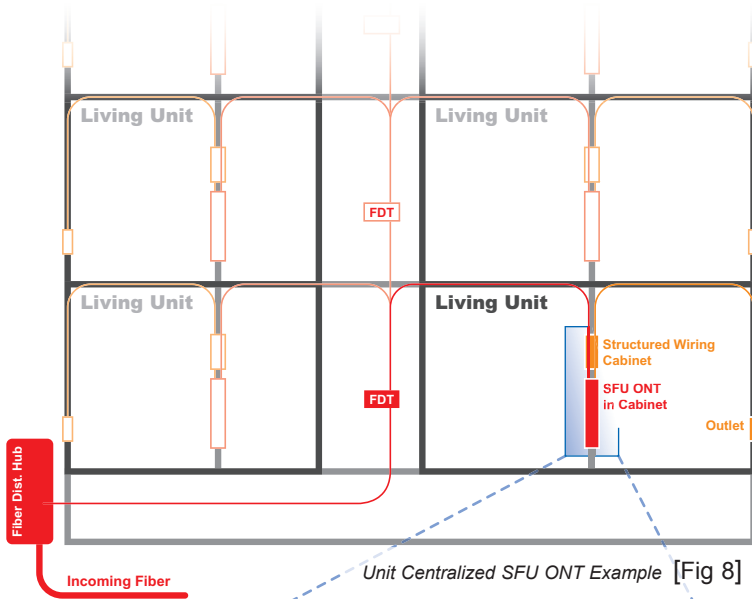 Living Unit
Living Unit
FDT
Living Unit
Living Unit
Structured Wiring
Cabinet
SFU ONT
in Cabinet
FDT
Outlet
Fiber Dist. Hub
Incoming Fiber
Unit Centralized SFU ONT Example [Fig 8]